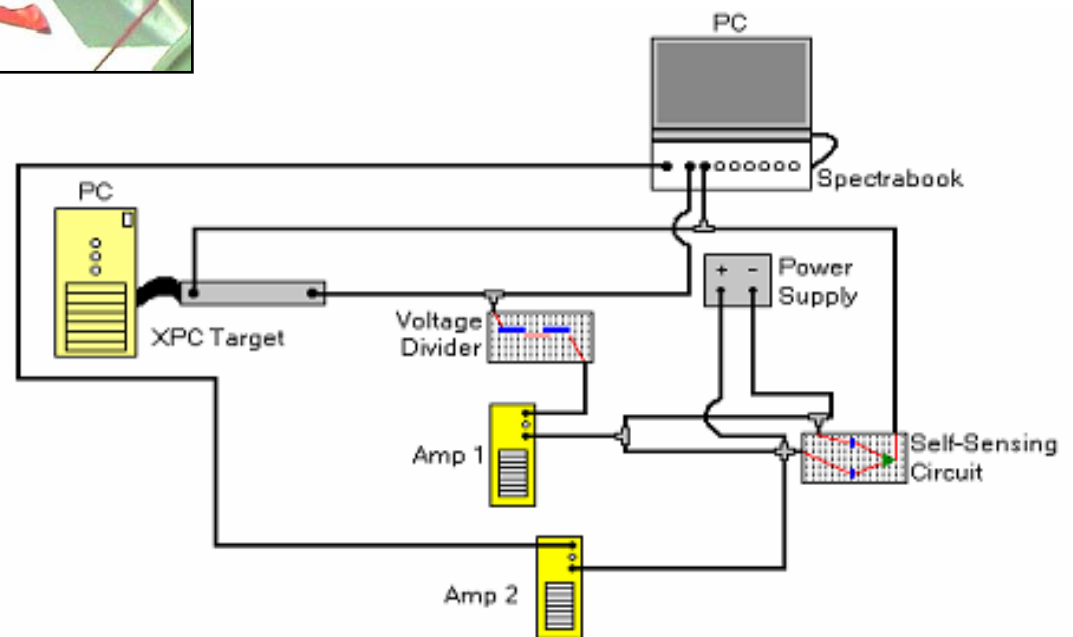 PC
Spectrabook
PC
+ -
Power
Supply
XPC Target
Voltage
Divider
Amp 1
Self-Sensing
Circuit
Amp 2